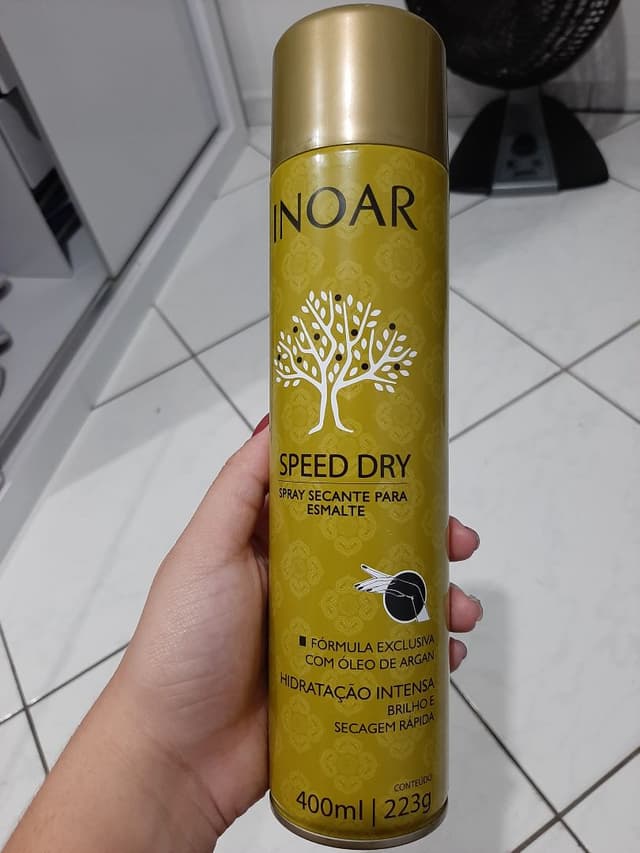 INOAR
SPEED DRY
SPRAY SECANTE PARA
ESMALTE
FÓRMULA EXCLUSIVA
COM ÓLEO DE ARGAN
HIDRATAÇÃO INTENSA
BRILHO E
SECAGEM RÁPIDA
CONTEÚDO
400ml | 223g